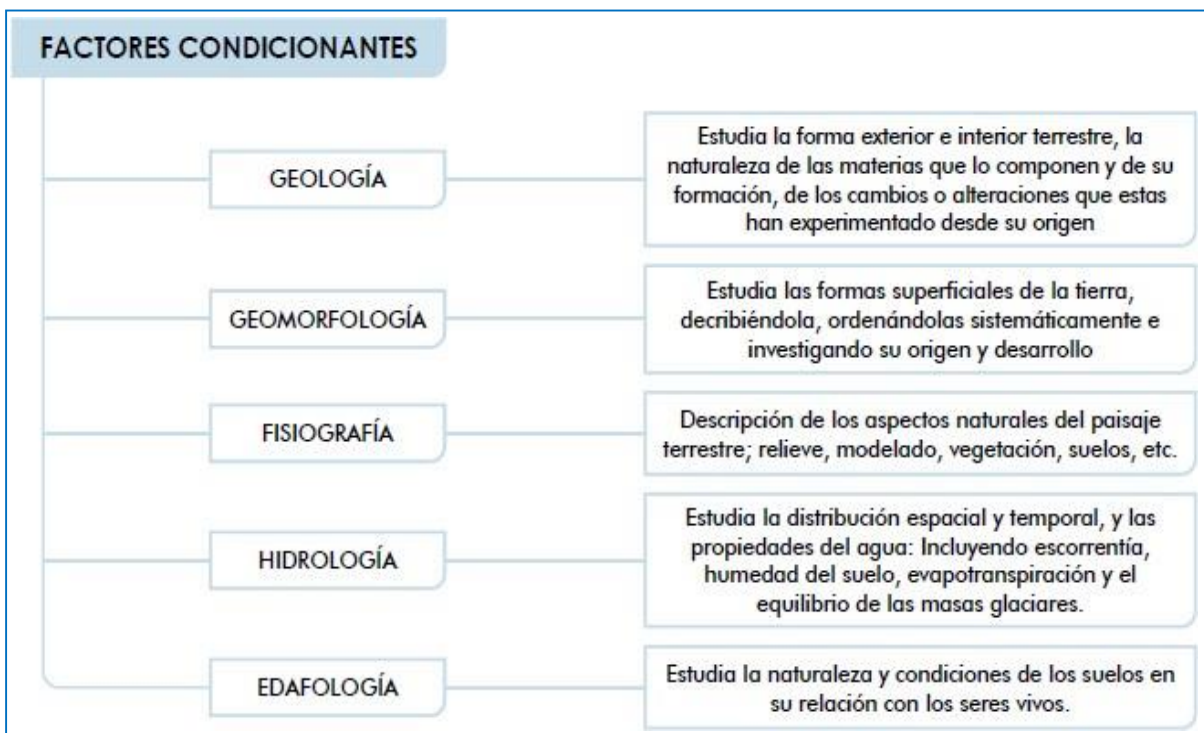 FACTORES CONDICIONANTES
GEOLOGÍA
Estudia la forma exterior e interior terrestre, la
naturaleza de las materias que lo componen y de su
formación, de los cambios o alteraciones que estas
han experimentado desde su origen
GEOMORFOLOGÍA
Estudia las formas superficiales de la tierra,
decribiéndola, ordenándolas sistemáticamente e
investigando su origen y desarrollo
FISIOGRAFÍA
Descripción de los aspectos naturales del paisaje
terrestre; relieve, modelado, vegetación, suelos, etc.
HIDROLOGÍA
Estudia la distribución espacial y temporal, y las
propiedades del agua: Incluyendo escorrentía,
humedad del suelo, evapotranspiración y el
equilibrio de las masas glaciares.
EDAFOLOGÍA
Estudia la naturaleza y condiciones de los suelos en
su relación con los seres vivos.